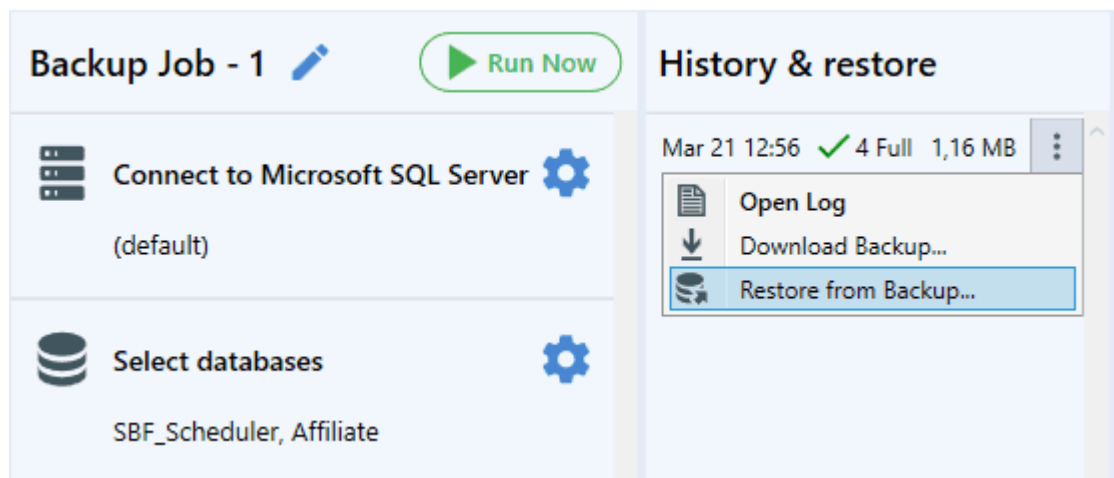 Backup Job - 1
Run Now
Connect to Microsoft SQL Server
(default)
Select databases
SBF_Scheduler, Affiliate
History & restore
Mar 21 12:56 4 Full 1,16 MB
Open Log
Download Backup...
Restore from Backup...